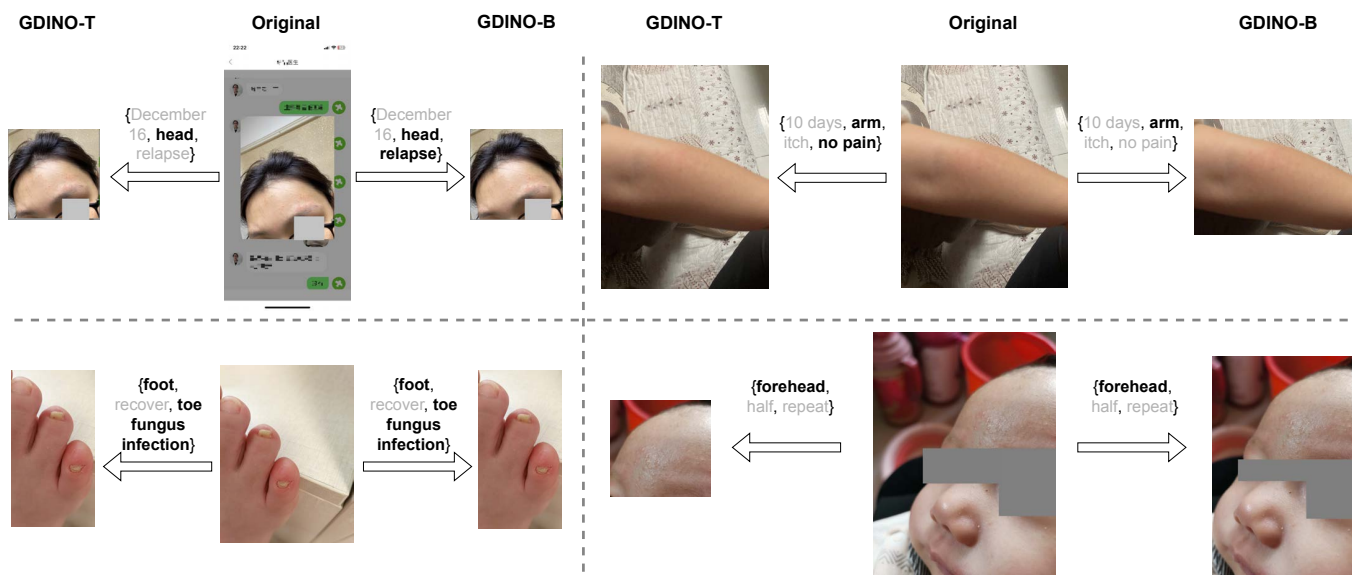 GDINO-T
Original
GDINO-B
22:22
{December
16, head,
relapse}
{December
16, head,
relapse}
GDINO-T
Original
GDINO-B
{10 days, arm,
itch, no pain}
{10 days, arm,
itch, no pain}
{foot,
recover, toe
fungus
infection}
{foot,
recover, toe
fungus
infection}
{forehead,
half, repeat}
{forehead,
half, repeat}